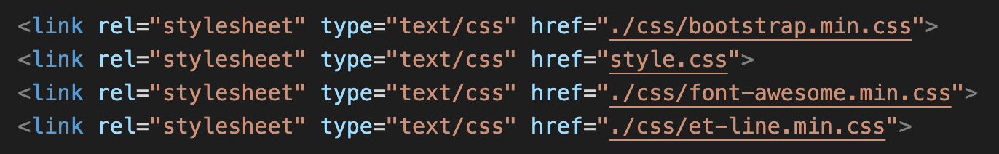 <link rel="stylesheet" type="text/css" href="./css/bootstrap.min.css">
<link rel="stylesheet" type="text/css" href="style.css">
<link rel="stylesheet" type="text/css" href="./css/font-awesome.min.css">
<link rel="stylesheet" type="text/css" href="./css/et-line.min.css">